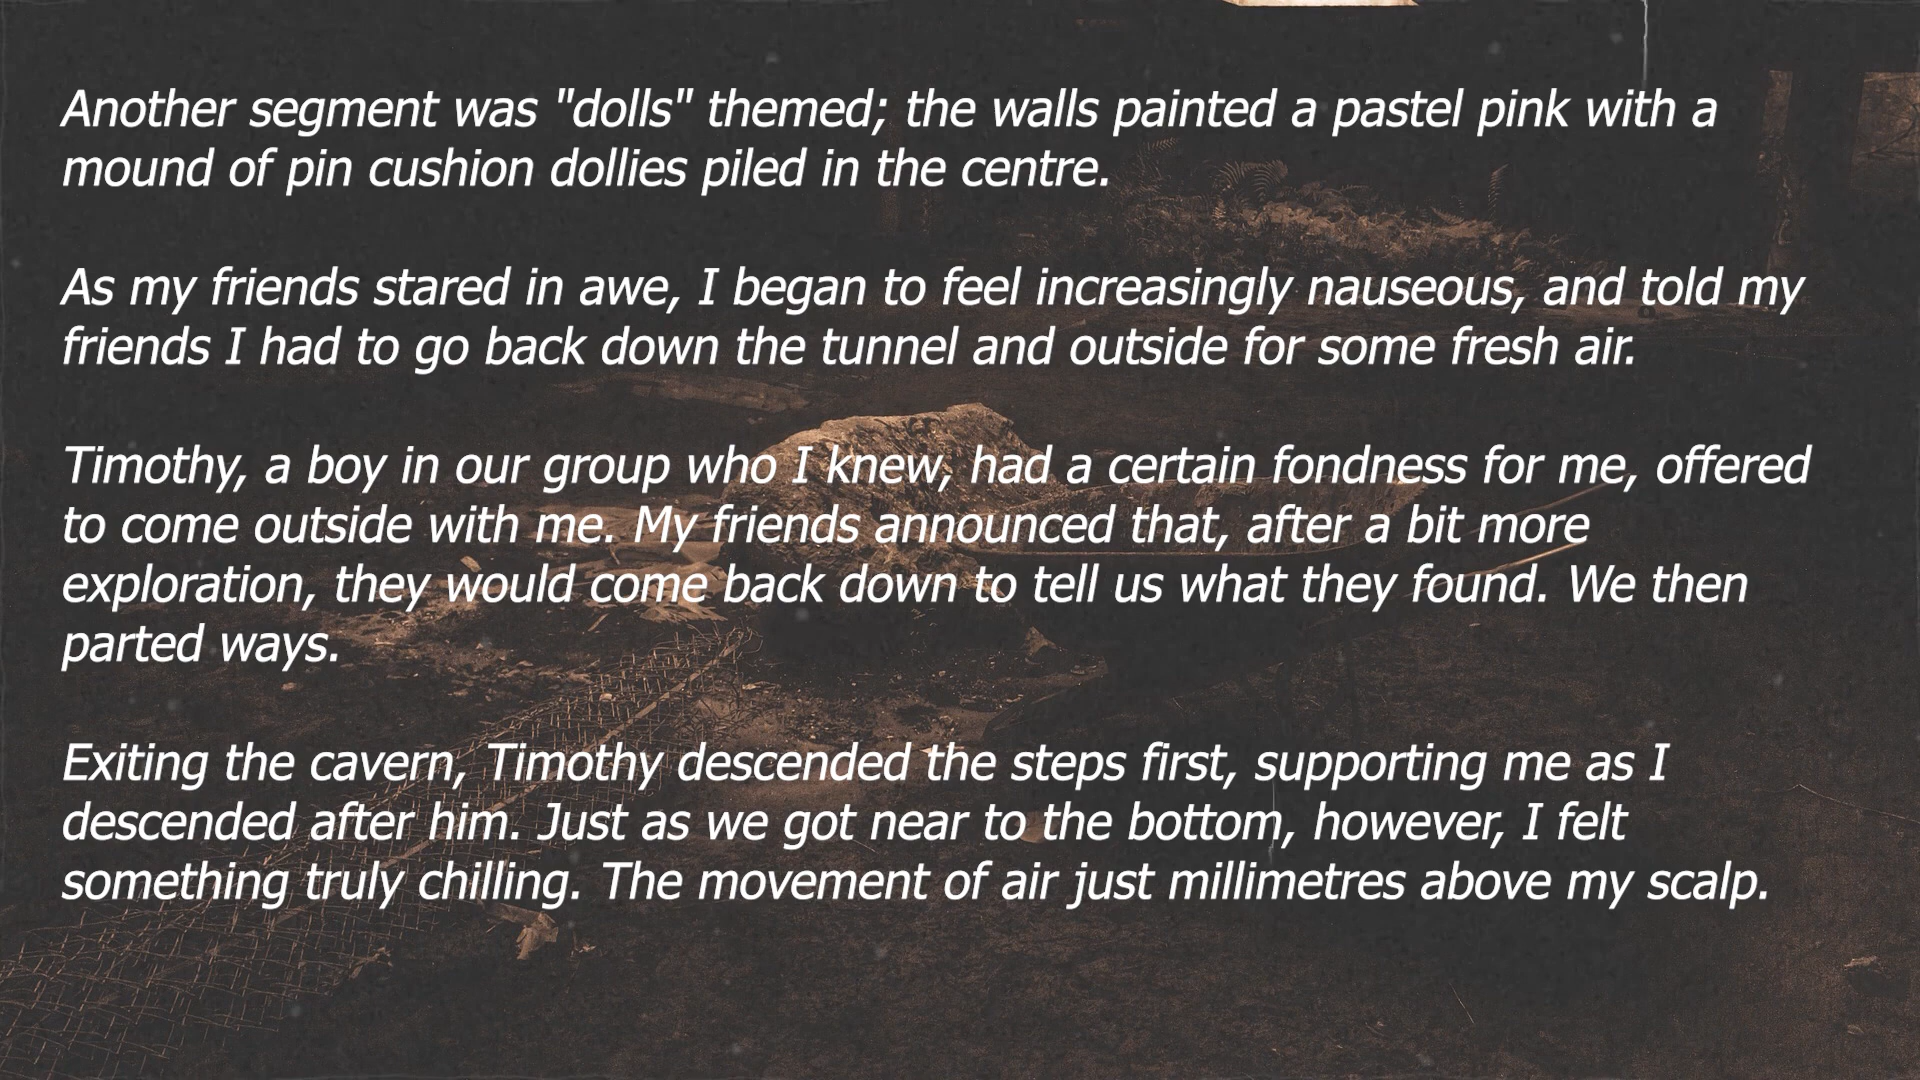 Another segment was "dolls" themed; the walls painted a pastel pink with a
mound of pin cushion dollies piled in the centre.
As my friends stared in awe, I began to feel increasingly nauseous, and told my
friends I had to go back down the tunnel and outside for some fresh air.
Timothy, a boy in our group who I knew, had a certain fondness for me, offered
to come outside with me. My friends announced that, after a bit more
exploration, they would come back down to tell us what they found. We then
parted ways.
Exiting the cavern, Timothy descended the steps first, supporting me as I
descended after him. Just as we got near to the bottom, however, I felt
something truly chilling. The movement of air just millimetres above my scalp.